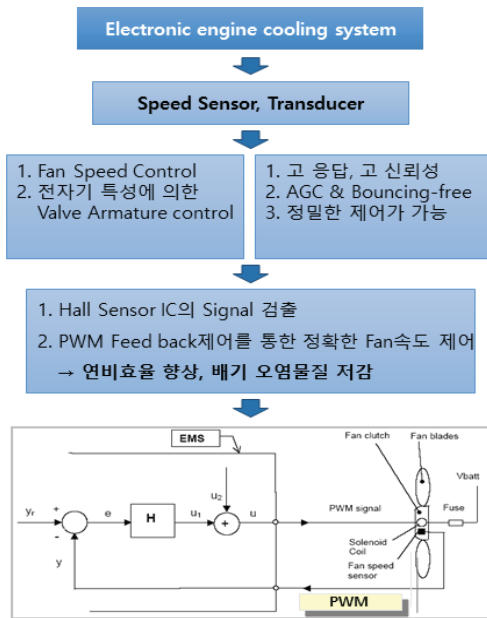 Electronic engine cooling system
Speed Sensor, Transducer
1. Fan Speed Control
2. 전자기 특성에 의한
Valve Armature control
1. 고 응답, 고 신뢰성
2. AGC & Bouncing-free
3. 정밀한 제어가 가능
1. Hall Sensor IC의 Signal 검출
2. PWM Feed back제어를 통한 정확한 Fan속도 제어
→ 연비효율 향상, 배기 오염물질 저감
EMS
Fan clutch
Fan blades
Vbatt
yr
+
-
e
H
u1
u2
+
u
PWM signal
Fuse
Solenoid
Coil
Fan speed
sensor
y
PWM